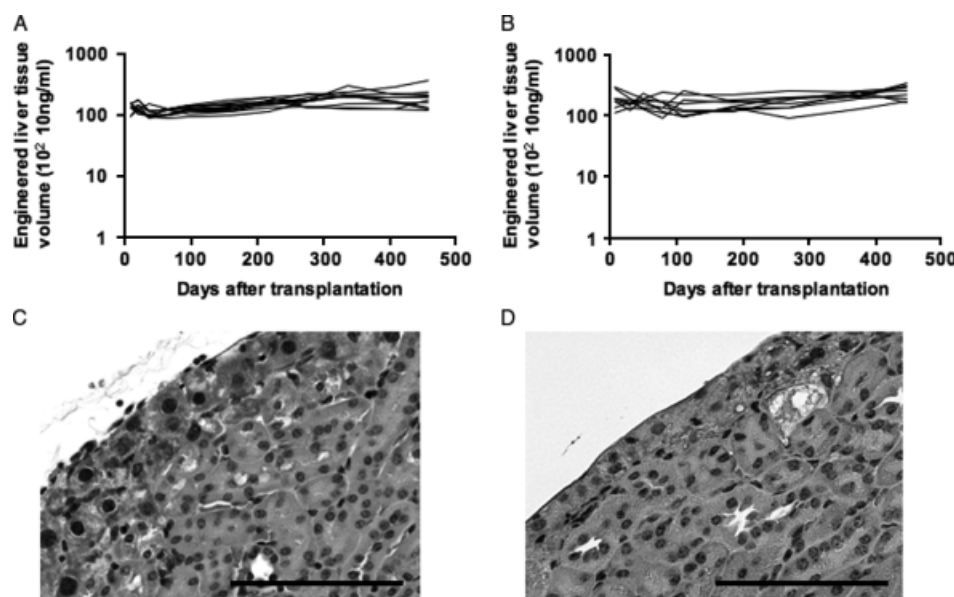 A
Engineered liver tissue
volume (10² 10ng/ml)
1000
100
10
1
0 100 200 300 400 500
Days after transplantation
B
Engineered liver tissue
volume (10² 10ng/ml)
1000
100
10
1
0 100 200 300 400 500
Days after transplantation
C
D